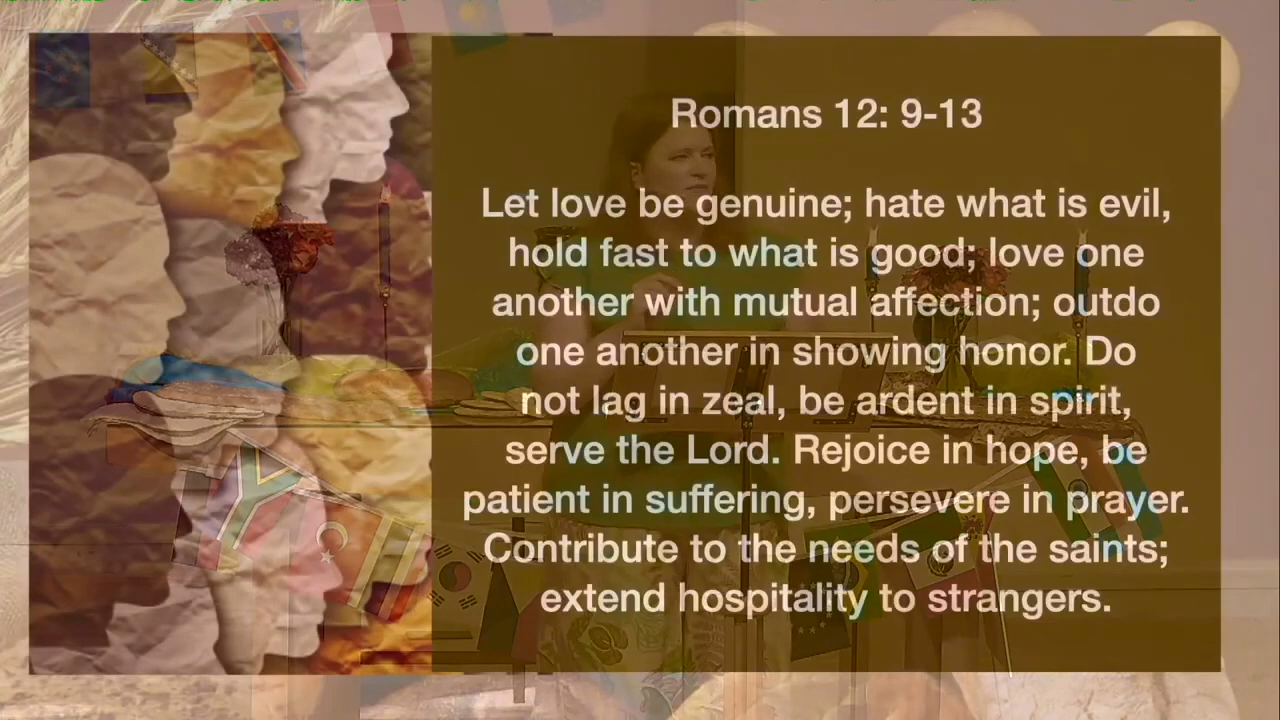 Romans 12: 9-13
Let love be genuine; hate what is evil,
hold fast to what is good; love one
another with mutual affection; outdo
one another in showing honor. Do
not lag in zeal, be ardent in spirit,
serve the Lord. Rejoice in hope, be
patient in suffering, persevere in prayer.
Contribute to the needs of the saints;
extend hospitality to strangers.